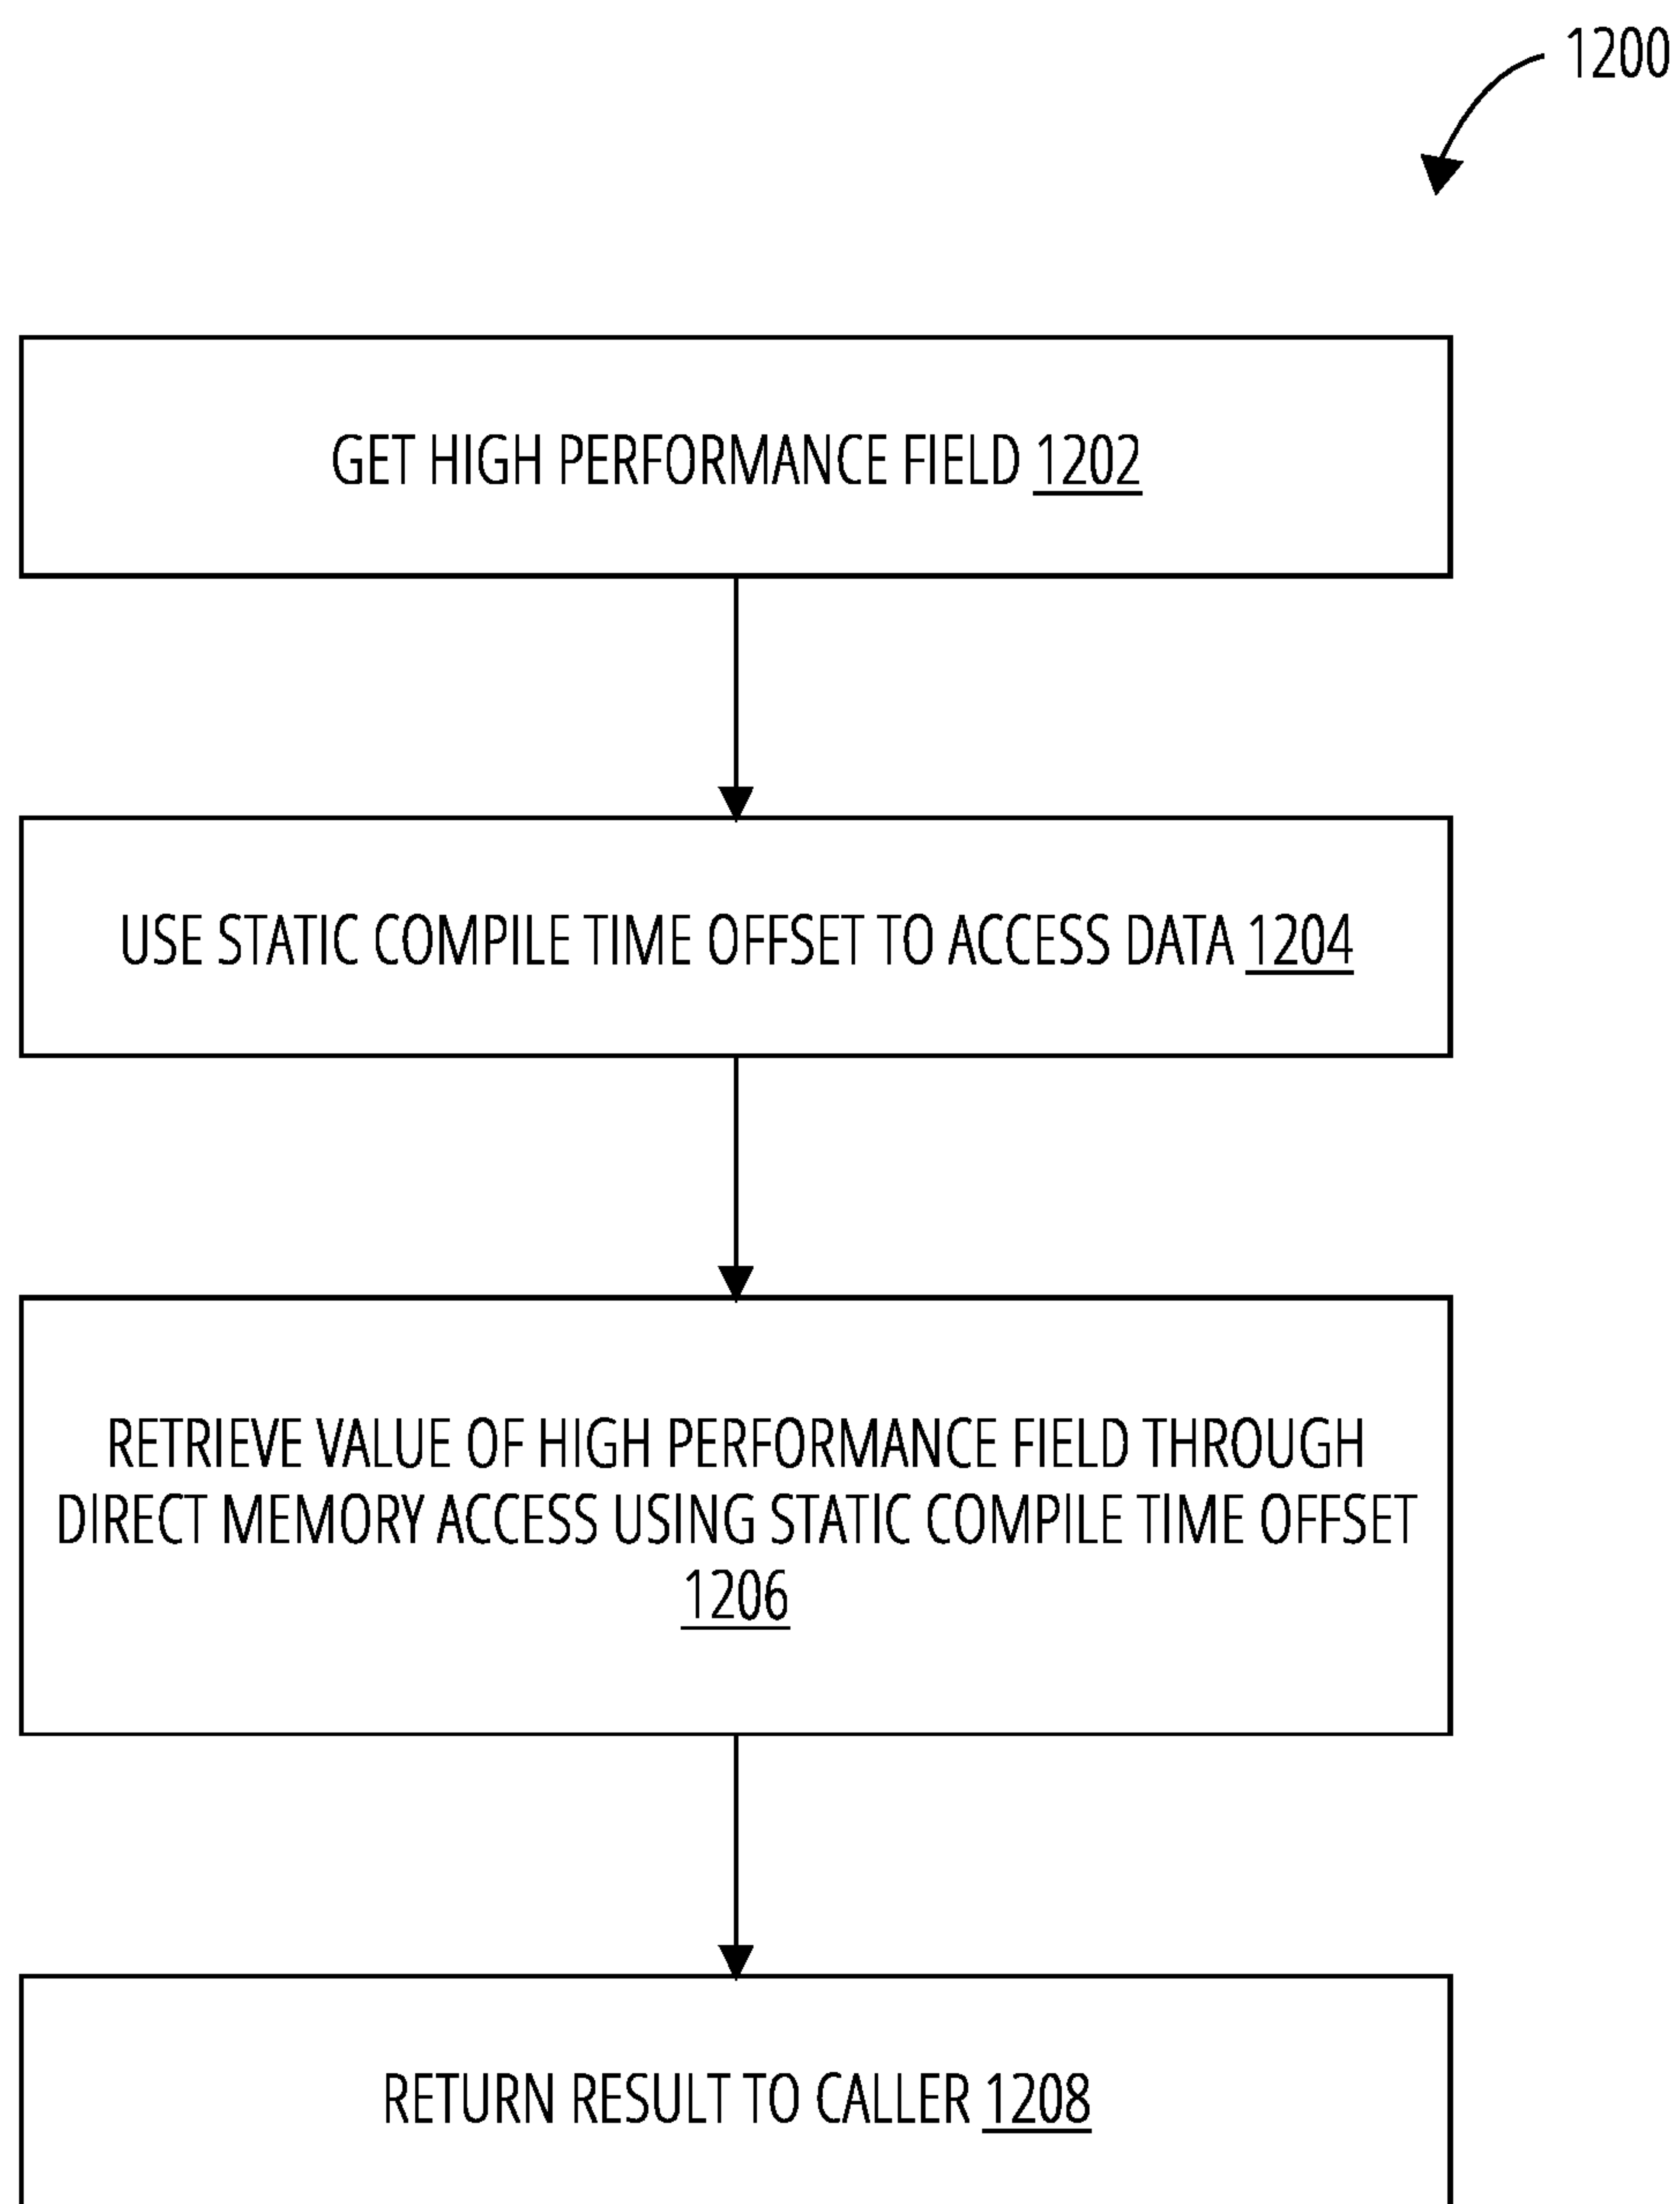 1200
GET HIGH PERFORMANCE FIELD 1202
USE STATIC COMPILE TIME OFFSET TO ACCESS DATA 1204
RETRIEVE VALUE OF HIGH PERFORMANCE FIELD THROUGH
DIRECT MEMORY ACCESS USING STATIC COMPILE TIME OFFSET
1206
RETURN RESULT TO CALLER 1208